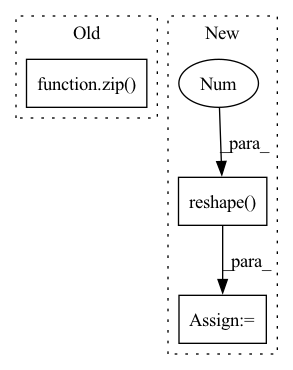 Old
New
function.zip()
Num
_para_
reshape()
_para_
Assign:=